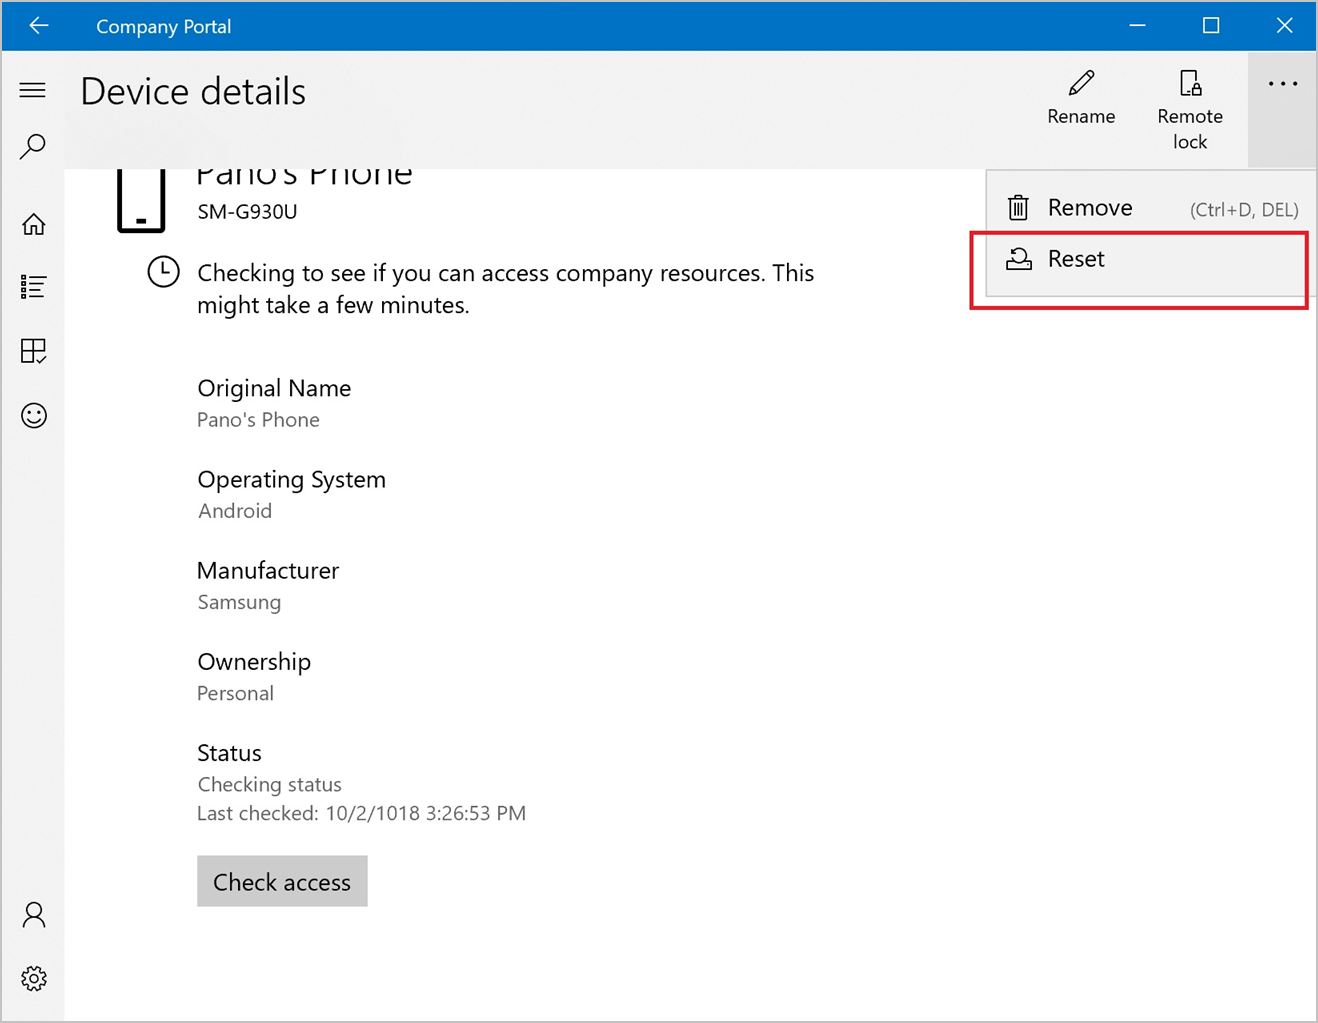 Company Portal
Device details
Rename
Remote
lock
Pano's Phone
SM-G930U
Remove (Ctrl+D, DEL)
Reset
Checking to see if you can access company resources. This
might take a few minutes.
Original Name
Pano's Phone
Operating System
Android
Manufacturer
Samsung
Ownership
Personal
Status
Checking status
Last checked: 10/2/1018 3:26:53 PM
Check access